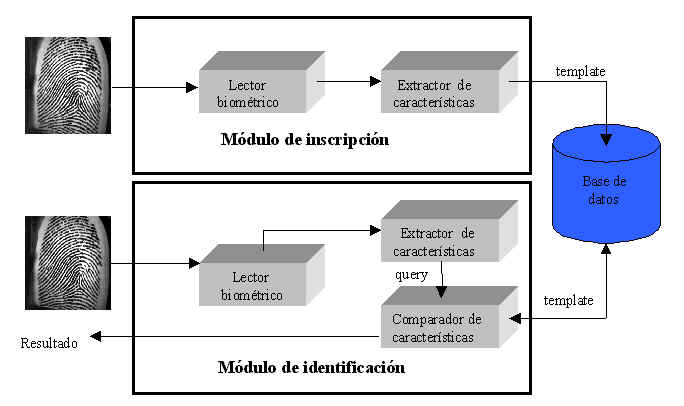 Lector
biométrico
Extractor de
características
template
Módulo de inscripción
Base de
datos
Lector
biométrico
Extractor de
características
query
Comparador de
características
template
Resultado
Módulo de identificación